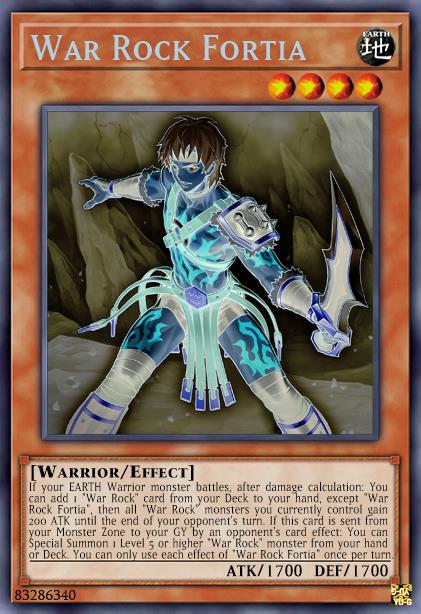 WAR ROCK FORTIA
EARTH
地
[WARRIOR/EFFECT]
If your EARTH Warrior monster battles, after damage calculation: You
can add 1 "War Rock" card from your Deck to your hand, except "War
Rock Fortia", then all "War Rock" monsters you currently control gain
200 ATK until the end of your opponent's turn. If this card is sent from
your Monster Zone to your GY by an opponent's card effect: You can
Special Summon 1 Level 5 or higher "War Rock" monster from your hand
or Deck. You can only use each effect of "War Rock Fortia" once per turn.
ATK/1700 DEF/1700
83286340